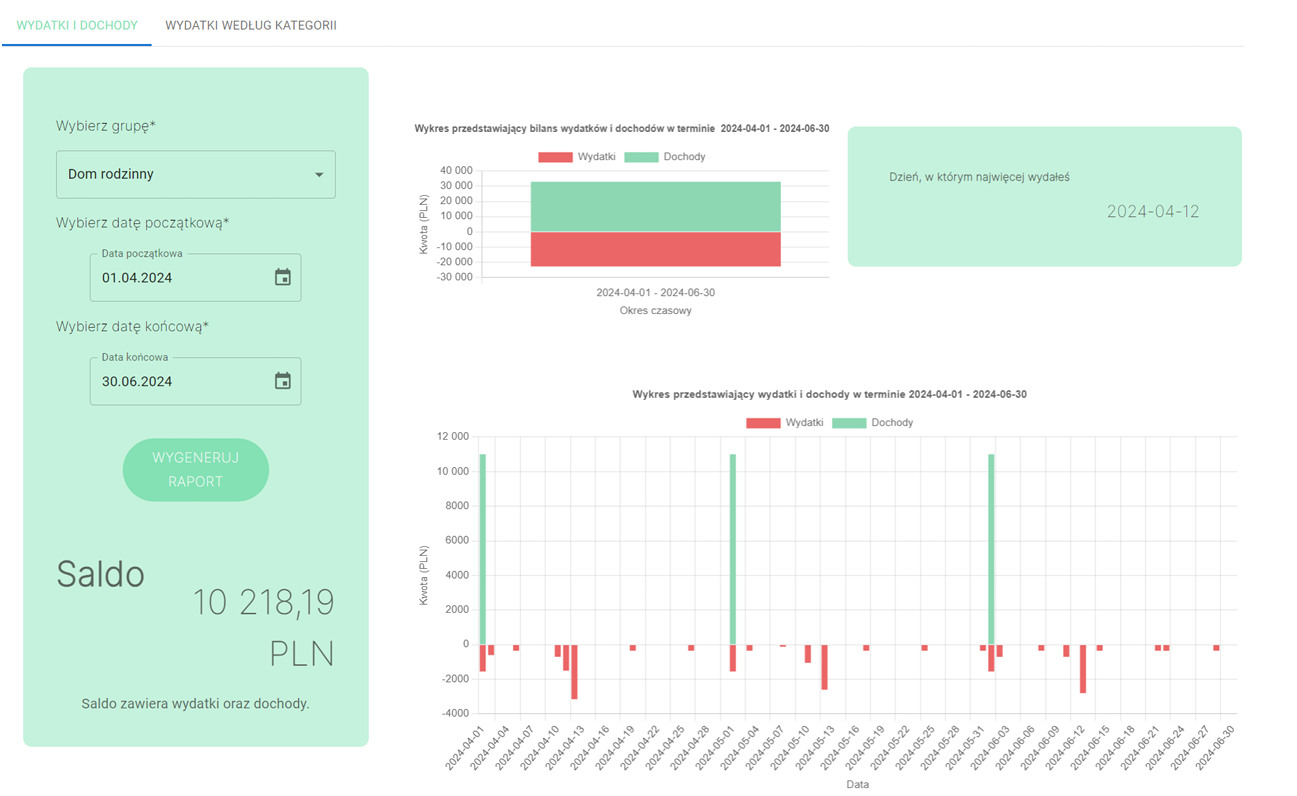 WYDATKI I DOCHODY
WYDATKI WEDŁUG KATEGORII
Wybierz grupę*
Dom rodzinny
Wybierz datę początkową*
Data początkowa
01.04.2024
Wybierz datę końcową*
Data końcowa
30.06.2024
WYGENERUJ
RAPORT
Saldo
10 218,19
PLN
Saldo zawiera wydatki oraz dochody.
Wykres przedstawiający bilans wydatków i dochodów w terminie 2024-04-01 - 2024-06-30
Wydatki
Dochody
40 000
30 000
20 000
10 000
0
-10 000
-20 000
-30 000
Kwota (PLN)
2024-04-01 - 2024-06-30
Okres czasowy
Dzień, w którym najwięcej wydałeś
2024-04-12
Wykres przedstawiający wydatki i dochody w terminie 2024-04-01 - 2024-06-30
Wydatki
Dochody
12 000
10 000
8000
6000
4000
2000
0
-2000
-4000
Kwota (PLN)
2024-04-01
2024-04-04
2024-04-07
2024-04-10
2024-04-13
2024-04-16
2024-04-19
2024-04-22
2024-04-25
2024-04-28
2024-05-01
2024-05-04
2024-05-07
2024-05-10
2024-05-13
2024-05-16
2024-05-19
2024-05-22
2024-05-25
2024-05-28
2024-05-31
2024-06-03
2024-06-06
2024-06-09
2024-06-12
2024-06-15
2024-06-18
2024-06-21
2024-06-24
2024-06-27
2024-06-30
Data